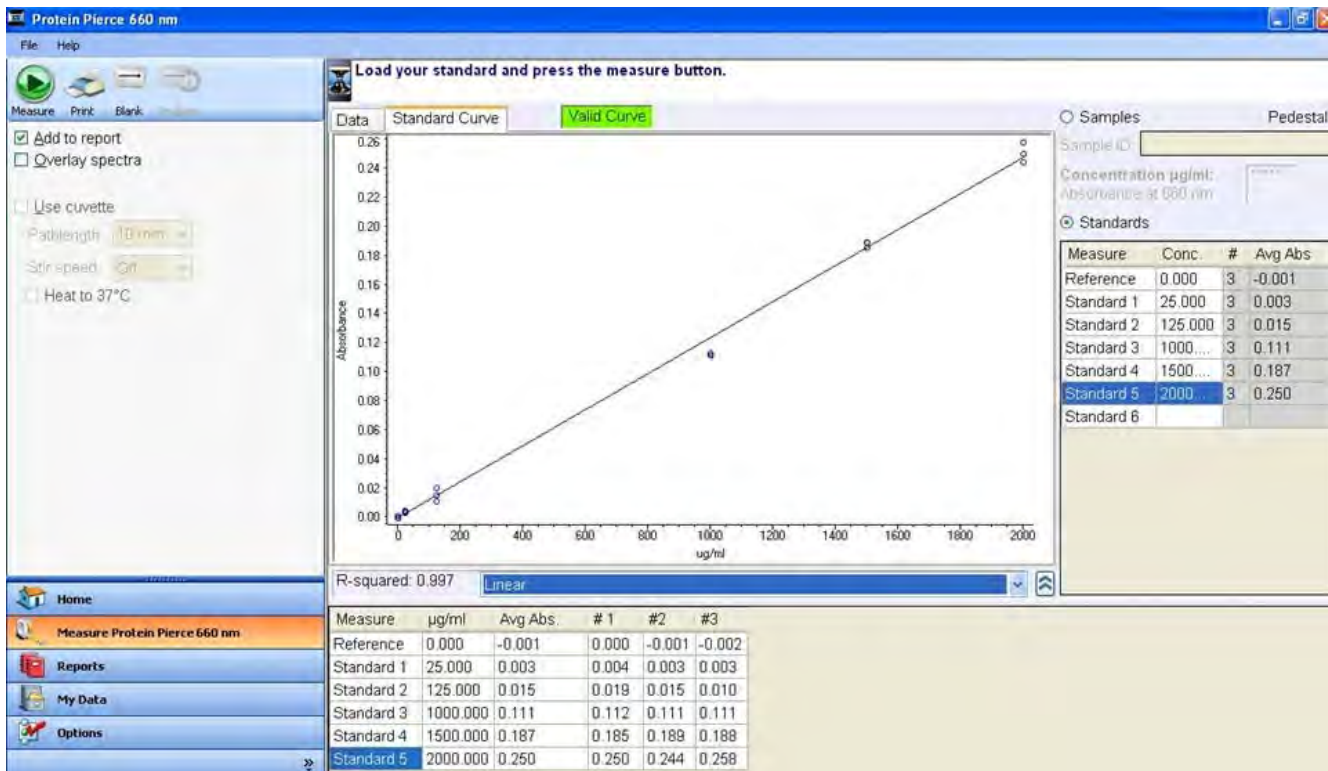 Protein Pierce 660 nm
File Help
Load your standard and press the measure button.
Measure Print Blank
Add to report
Overlay spectra
Use cuvette
Pathlength 10 mm
Stir speed Off
Heat to 37°C
Data Standard Curve Valid Curve
0.26
0.24
0.22
0.20
0.18
0.16
0.14
0.12
0.10
0.08
0.06
0.04
0.02
0.00
Absorbance
0 200 400 600 800 1000 1200 1400 1600 1800 2000
ug/ml
R-squared: 0.997 Linear
Samples Pedestal
Sample ID:
Concentration µg/ml:
Absorbance at 660 nm
Standards
Measure Conc. # Avg Abs
Reference 0.000 3 -0.001
Standard 1 25.000 3 0.003
Standard 2 125.000 3 0.015
Standard 3 1000.... 3 0.111
Standard 4 1500.... 3 0.187
Standard 5 2000.... 3 0.250
Standard 6
Home
Measure Protein Pierce 660 nm
Reports
My Data
Options
»
Measure µg/ml Avg Abs. # 1 #2 #3
Reference 0.000 -0.001 0.000 -0.001 -0.002
Standard 1 25.000 0.003 0.004 0.003 0.003
Standard 2 125.000 0.015 0.019 0.015 0.010
Standard 3 1000.000 0.111 0.112 0.111 0.111
Standard 4 1500.000 0.187 0.185 0.189 0.188
Standard 5 2000.000 0.250 0.250 0.244 0.258